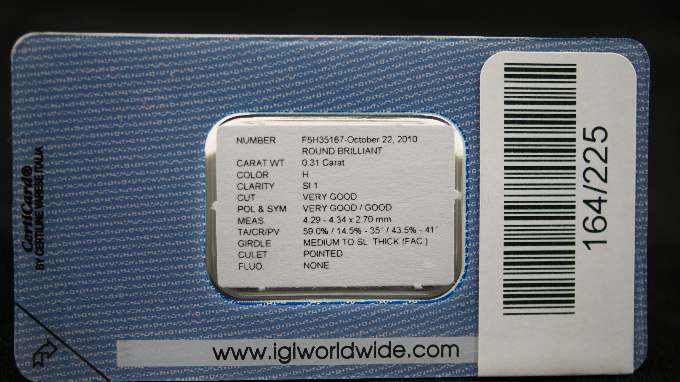 NUMBER F5H35167-October 22, 2010
ROUND BRILLIANT
CARAT WT 0.31 Carat
COLOR H
CLARITY SI 1
CUT VERY GOOD
POL & SYM VERY GOOD / GOOD
MEAS 4.29 - 4.34 x 2.70 mm
TA/CR/PV 59.0% / 14.5% - 35° / 43.5% - 41°
GIRDLE MEDIUM TO SL. THICK (FAC.)
CULET POINTED
FLUO. NONE
www.iglworldwide.com
CertiCard®
BY CERTILINE WHERE ITALIA
164/225